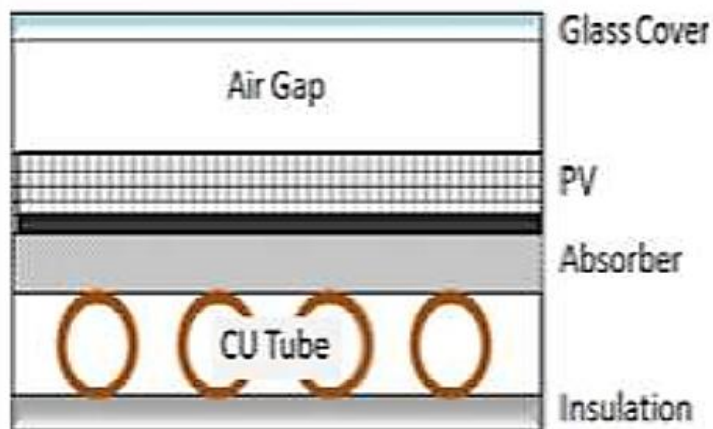 Glass Cover
Air Gap
PV
Absorber
CU Tube
Insulation